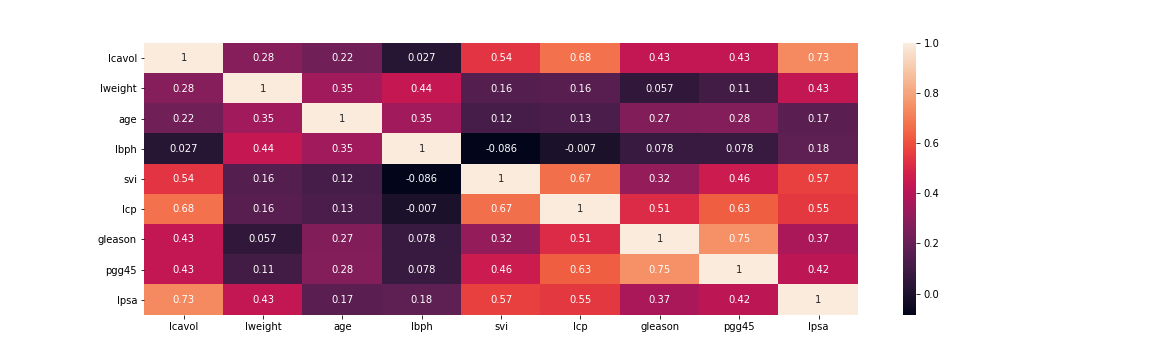 lcavol 1 0.28 0.22 0.027 0.54 0.68 0.43 0.43 0.73
lweight 0.28 1 0.35 0.44 0.16 0.16 0.057 0.11 0.43
age 0.22 0.35 1 0.35 0.12 0.13 0.27 0.28 0.17
lbph 0.027 0.44 0.35 1 -0.086 -0.007 0.078 0.078 0.18
svi 0.54 0.16 0.12 -0.086 1 0.67 0.32 0.46 0.57
lcp 0.68 0.16 0.13 -0.007 0.67 1 0.51 0.63 0.55
gleason 0.43 0.057 0.27 0.078 0.32 0.51 1 0.75 0.37
pgg45 0.43 0.11 0.28 0.078 0.46 0.63 0.75 1 0.42
lpsa 0.73 0.43 0.17 0.18 0.57 0.55 0.37 0.42 1
lcavol lweight age lbph svi lcp gleason pgg45 lpsa
1.0
0.8
0.6
0.4
0.2
0.0